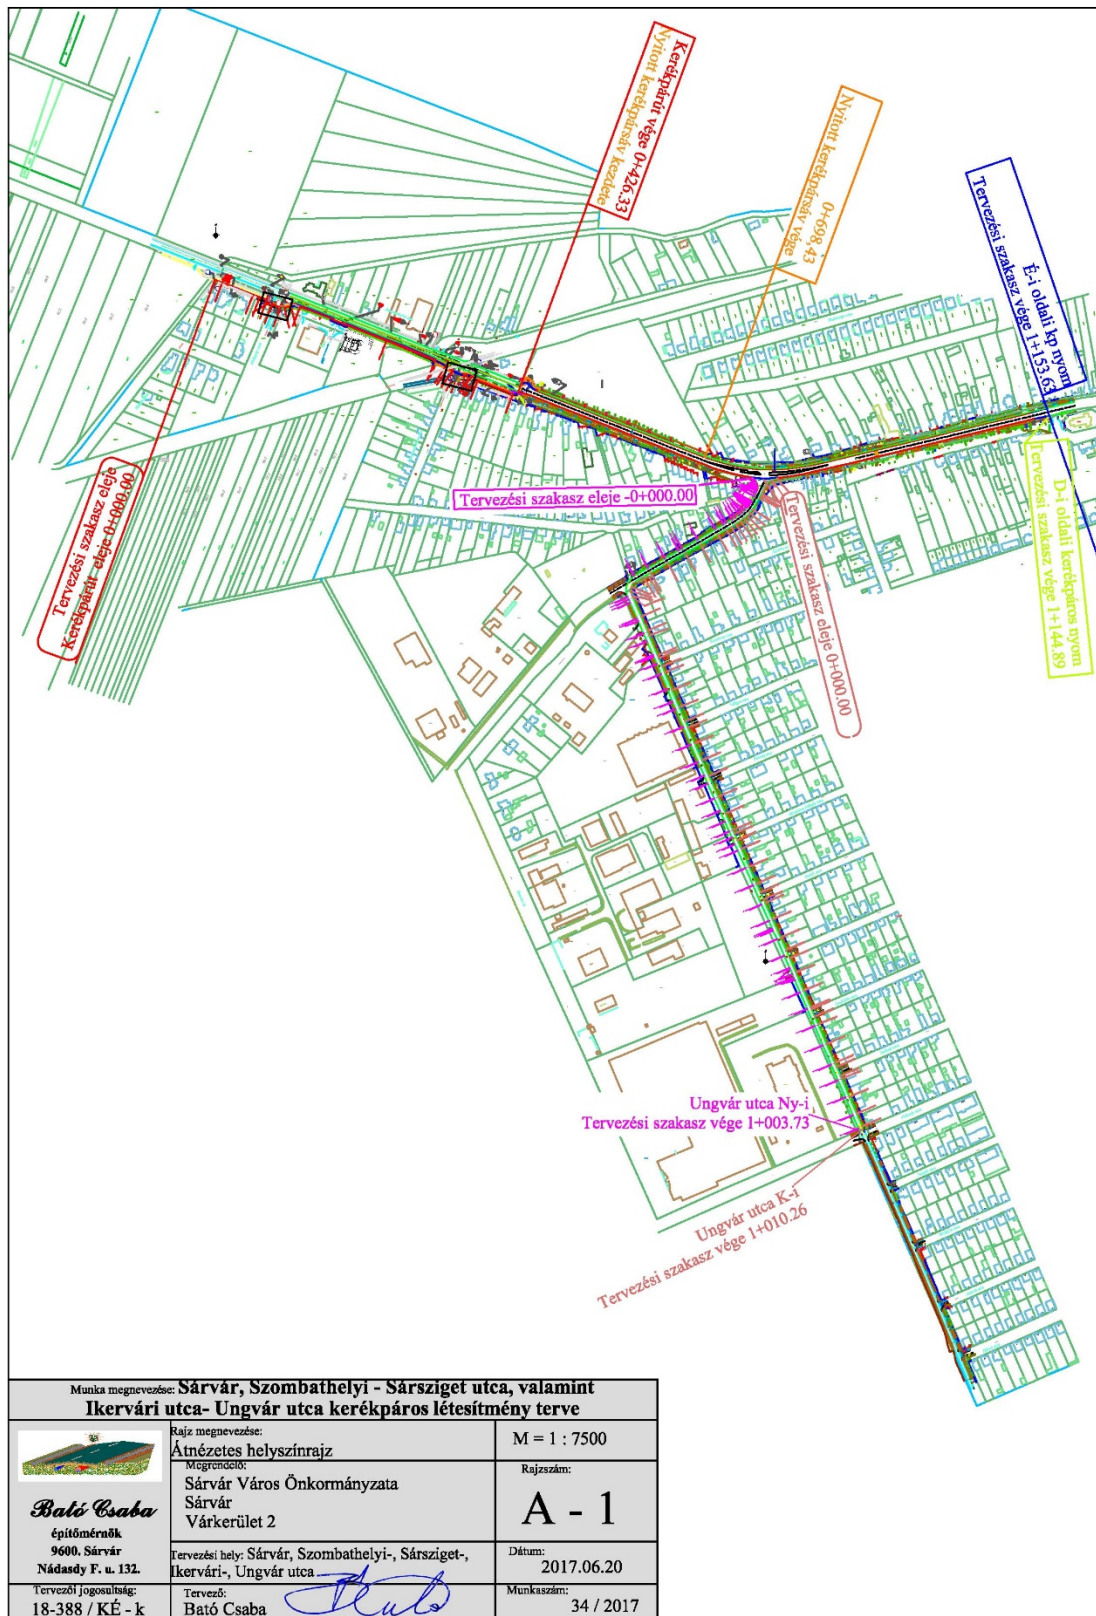 Kerékpárút vége 0+426.33
Nyitott kerékpársáv kezdete
0+698,43
Nyitott kerékpársáv vége
É-i oldali kp nyom
Tervezési szakasz vége 1+153.63
D-i oldali kerékpáros nyom
Tervezési szakasz vége 1+144.89
Tervezési szakasz eleje
Kerékpárút eleje 0+000.00
Tervezési szakasz eleje -0+000.00
Tervezési szakasz eleje 0+000.00
Ungvár utca Ny-i
Tervezési szakasz vége 1+003.73
Ungvár utca K-i
Tervezési szakasz vége 1+010.26
Munka megnevezése: Sárvár, Szombathelyi - Sársziget utca, valamint
Ikervári utca- Ungvár utca kerékpáros létesítmény terve
Rajz megnevezése:
Átnézetes helyszínrajz
M = 1 : 7500
Megrendelő:
Sárvár Város Önkormányzata
Sárvár
Várkerület 2
Rajzszám:
A - 1
Bató Csaba
építőmérnök
9600. Sárvár
Nádasdy F. u. 132.
Tervezési hely: Sárvár, Szombathelyi-, Sársziget-,
Ikervári-, Ungvár utca
Dátum:
2017.06.20
Tervezői jogosultság:
18-388 / KÉ - k
Tervező:
Bató Csaba
Munkaszám:
34 / 2017